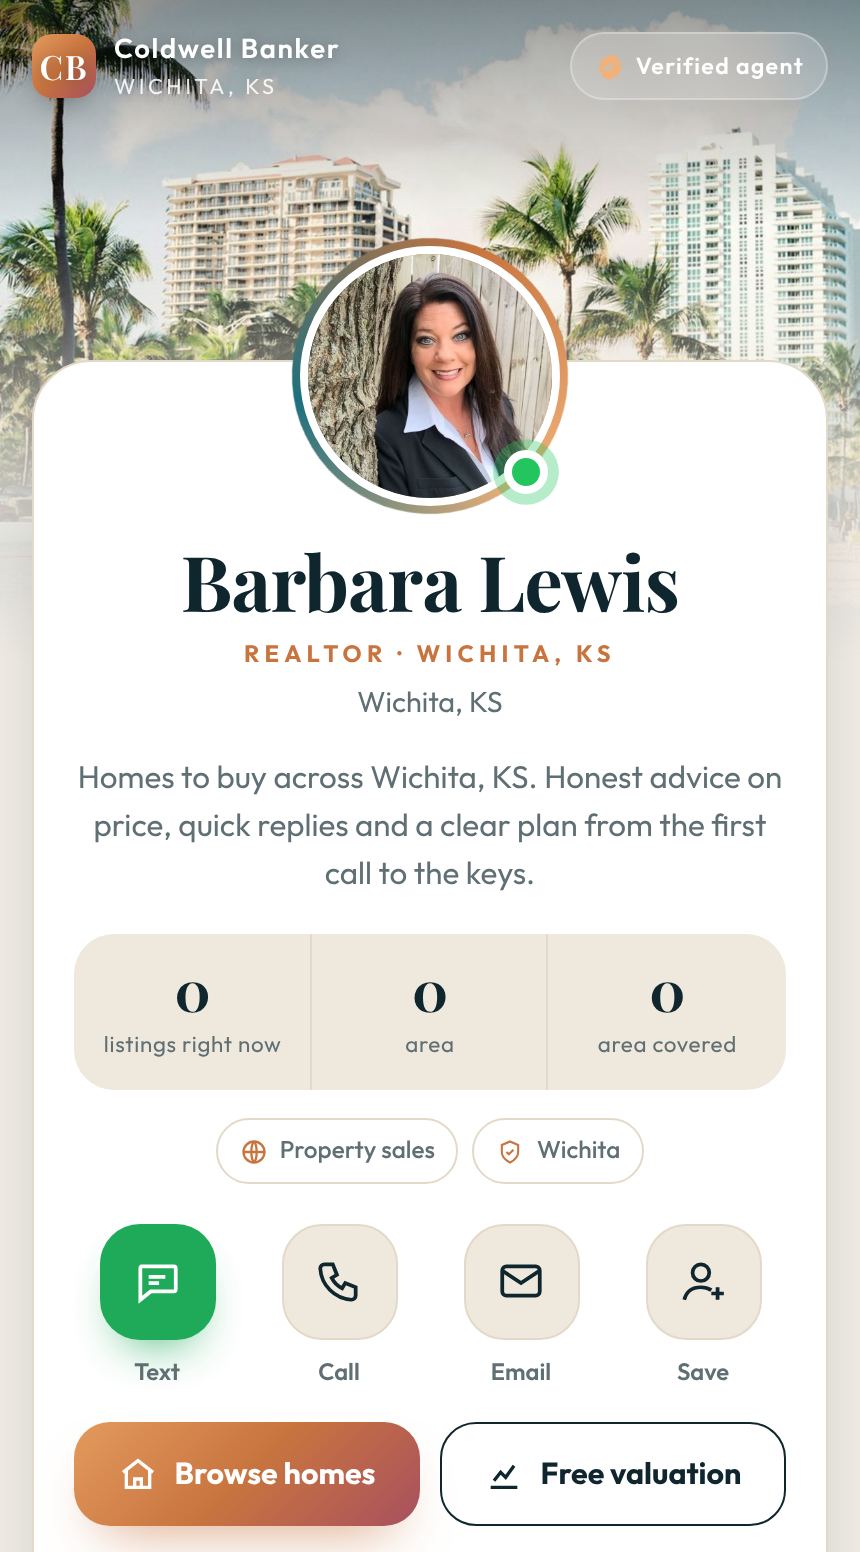 CB
Coldwell Banker
WICHITA, KS
Verified agent
Barbara Lewis
REALTOR · WICHITA, KS
Wichita, KS
Homes to buy across Wichita, KS. Honest advice on
price, quick replies and a clear plan from the first
call to the keys.
0 0 0
listings right now area area covered
Property sales Wichita
Text Call Email Save
Browse homes Free valuation